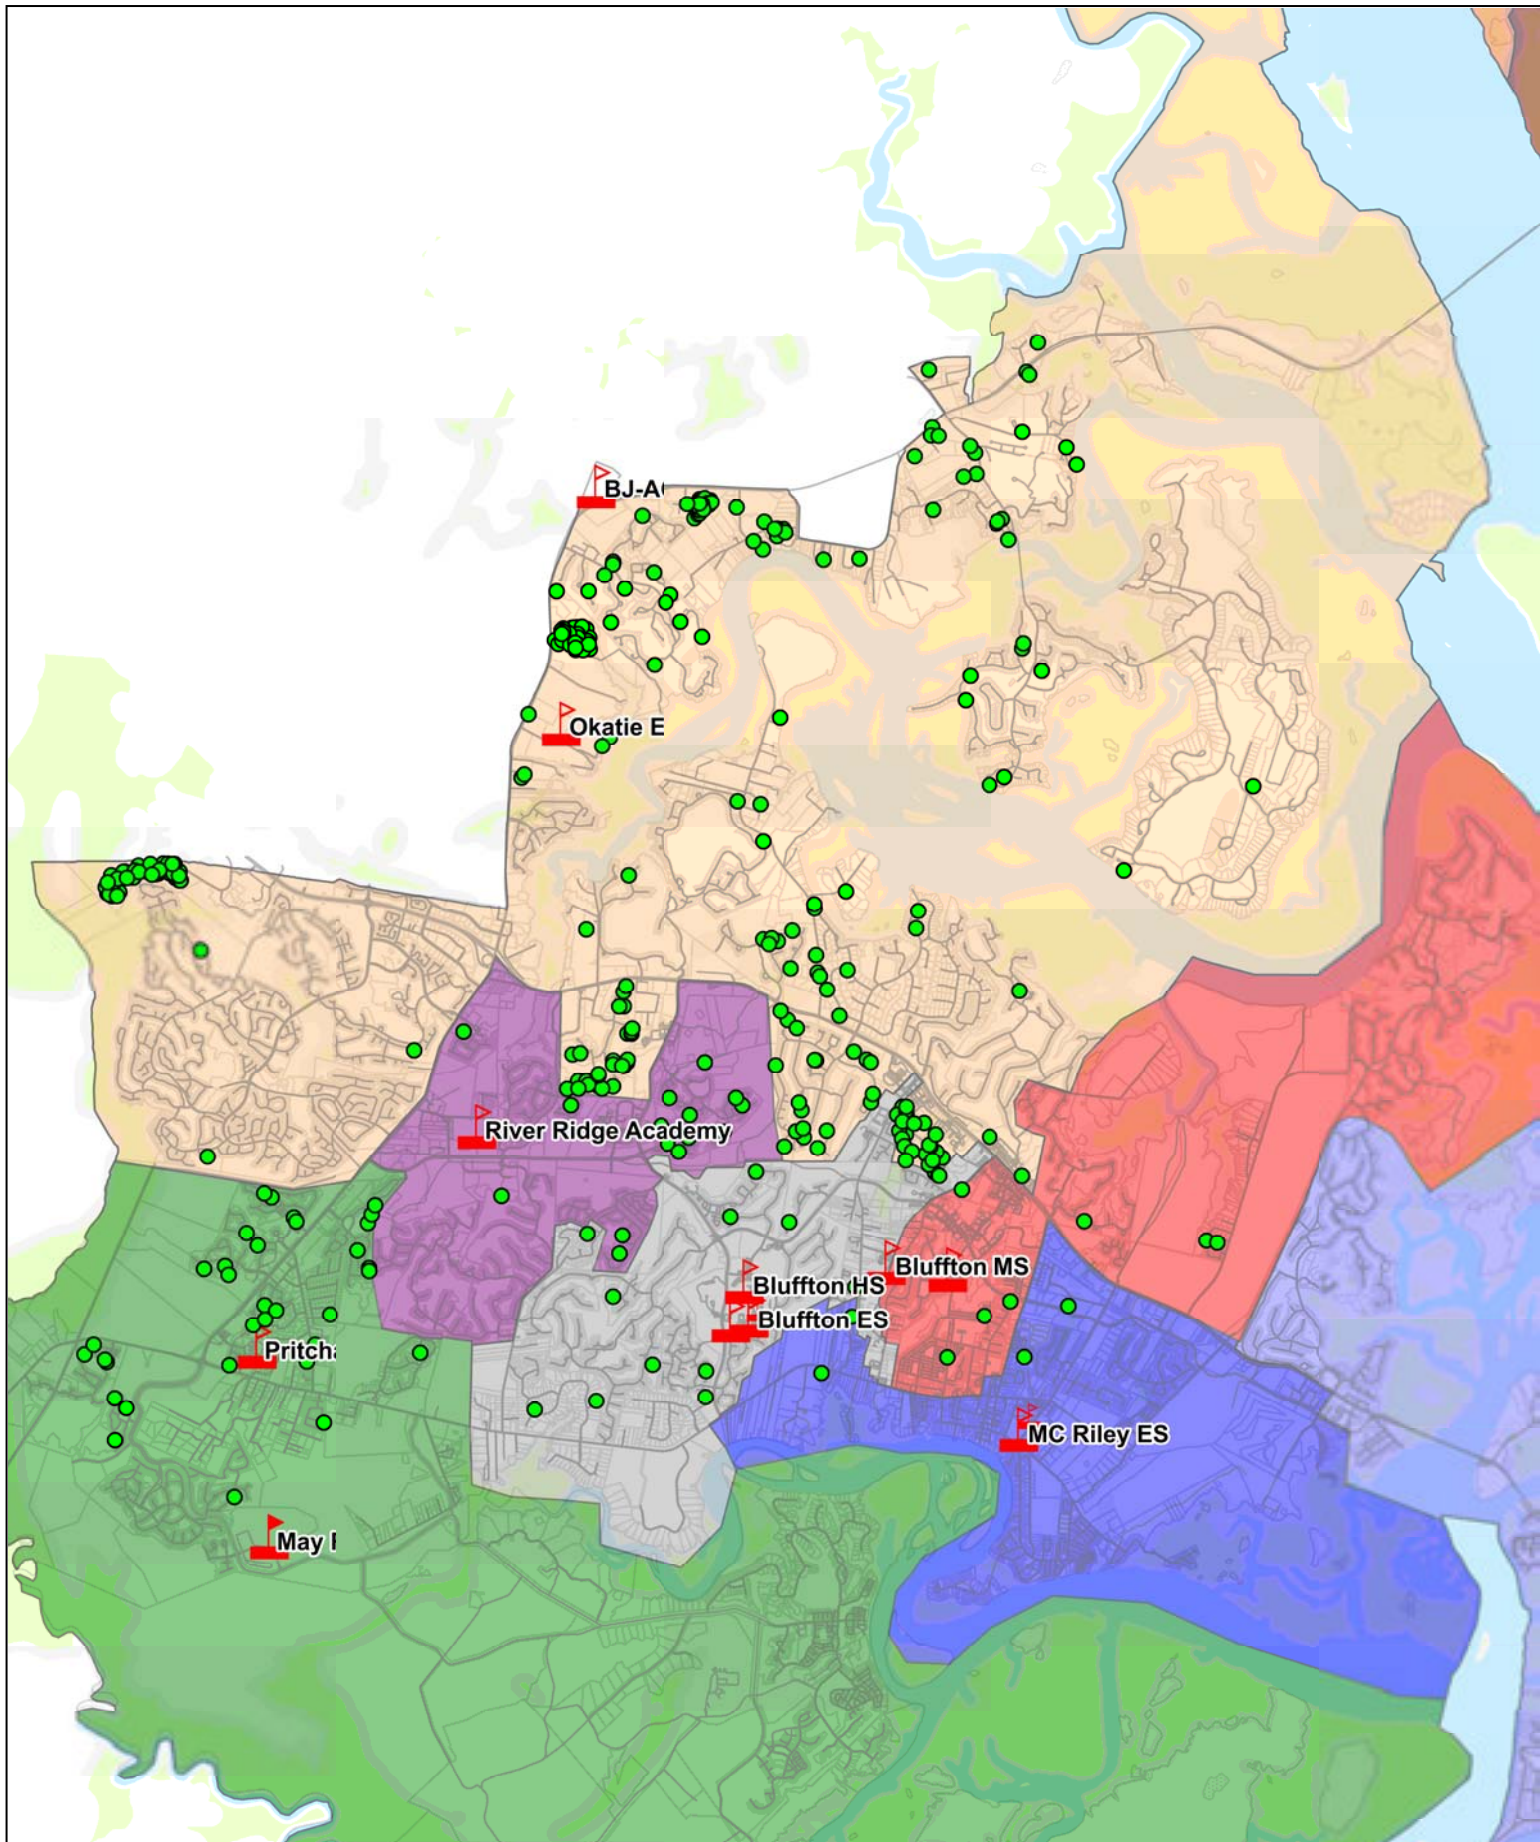 BJ-A
Okatie E
River Ridge Academy
Bluffton MS
Bluffton HS
Bluffton ES
Pritch
MC Riley ES
May